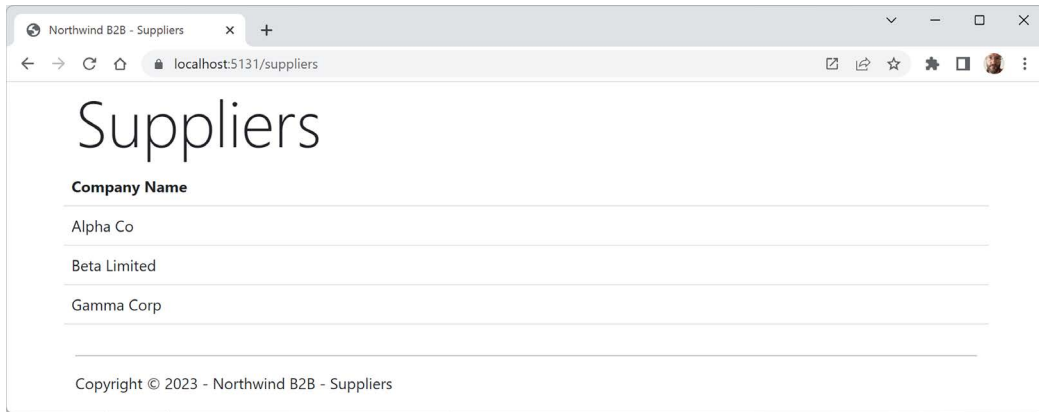 Northwind B2B - Suppliers
localhost:5131/suppliers
Suppliers
Company Name
Alpha Co
Beta Limited
Gamma Corp
Copyright © 2023 - Northwind B2B - Suppliers